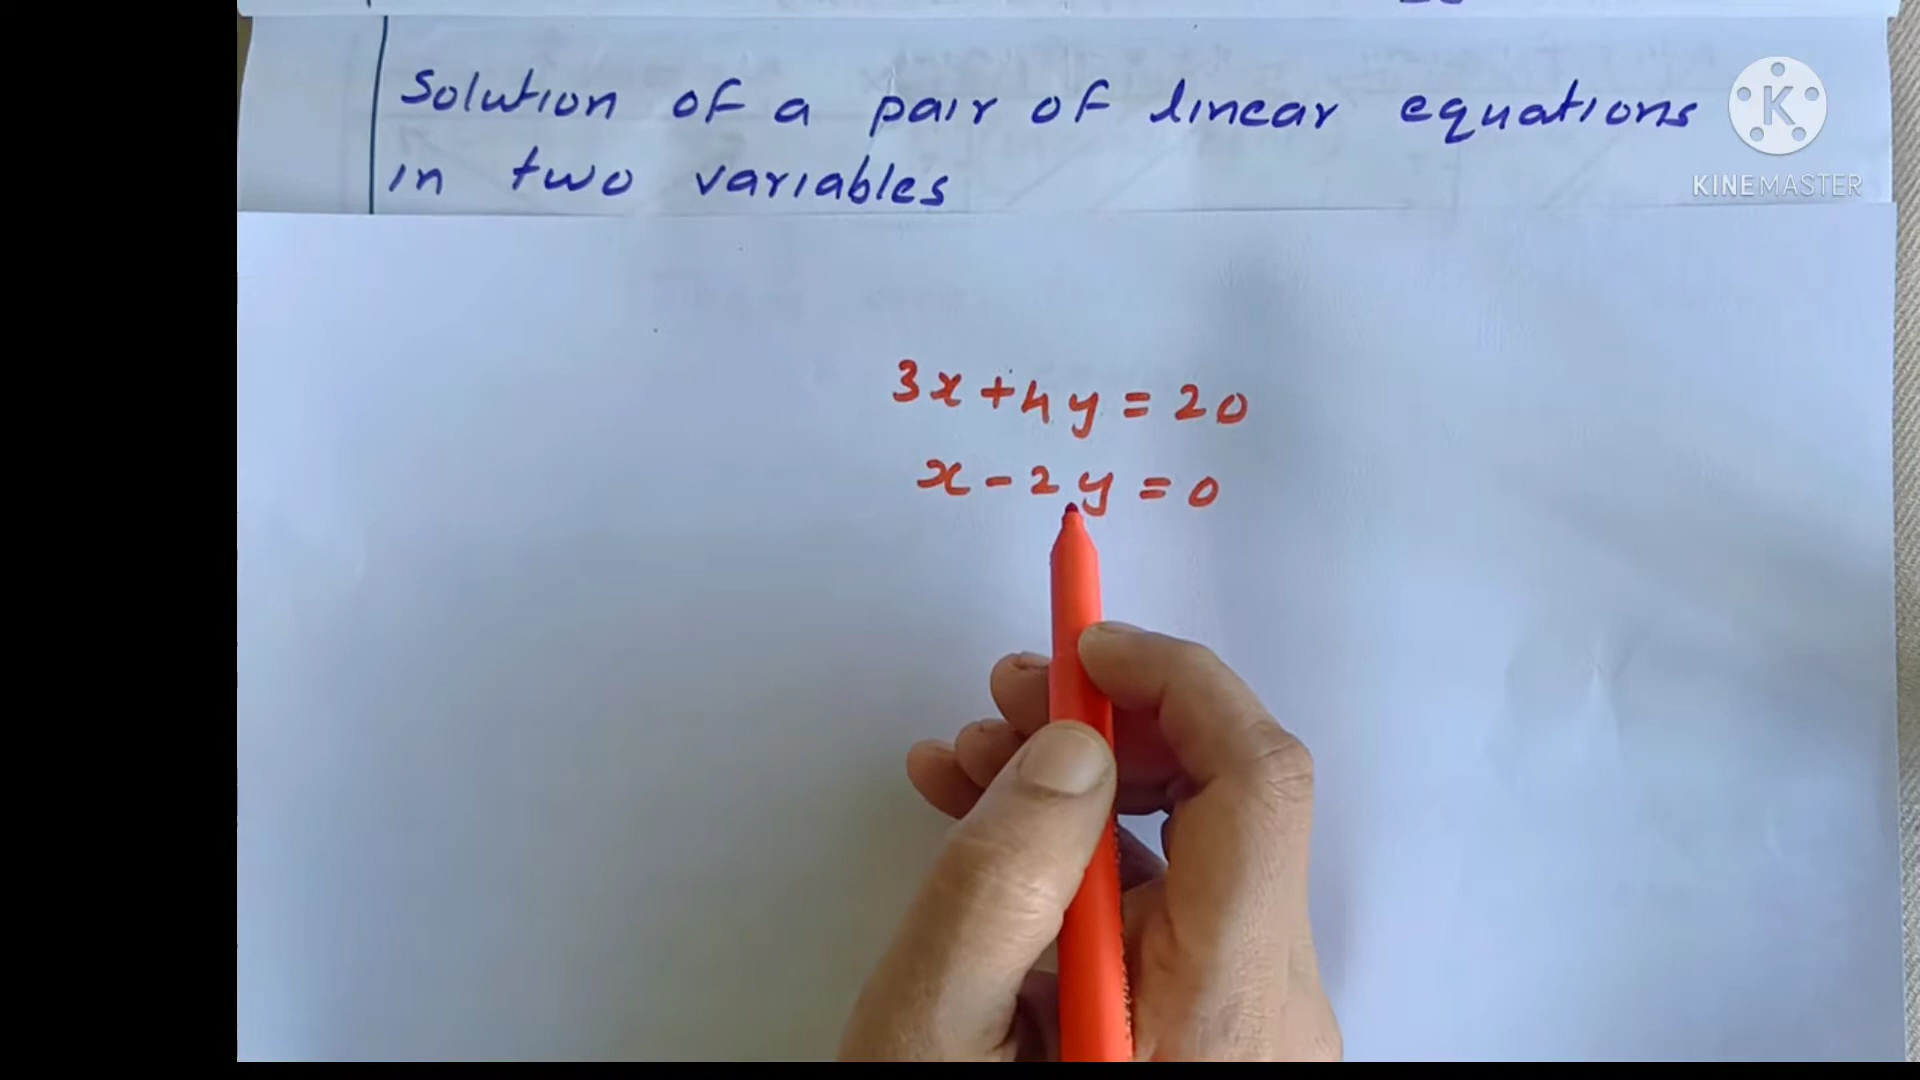 Solution of a pair of linear equations
in two variables
KINEMASTER
3x + 4y = 20
x - 2y = 0